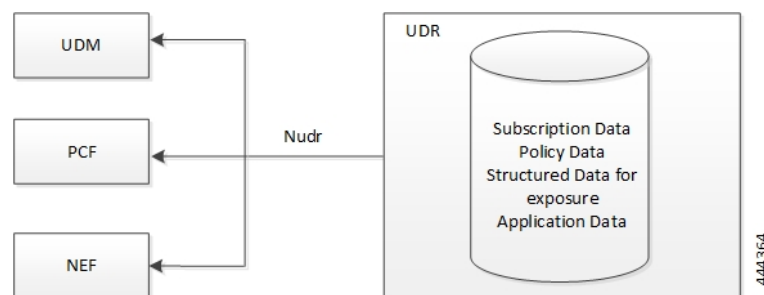 UDM
PCF
NEF
Nudr
UDR
Subscription Data
Policy Data
Structured Data for
exposure
Application Data
444364